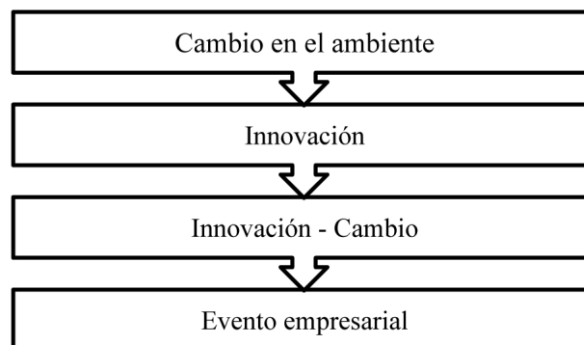 Cambio en el ambiente
Innovación
Innovación - Cambio
Evento empresarial